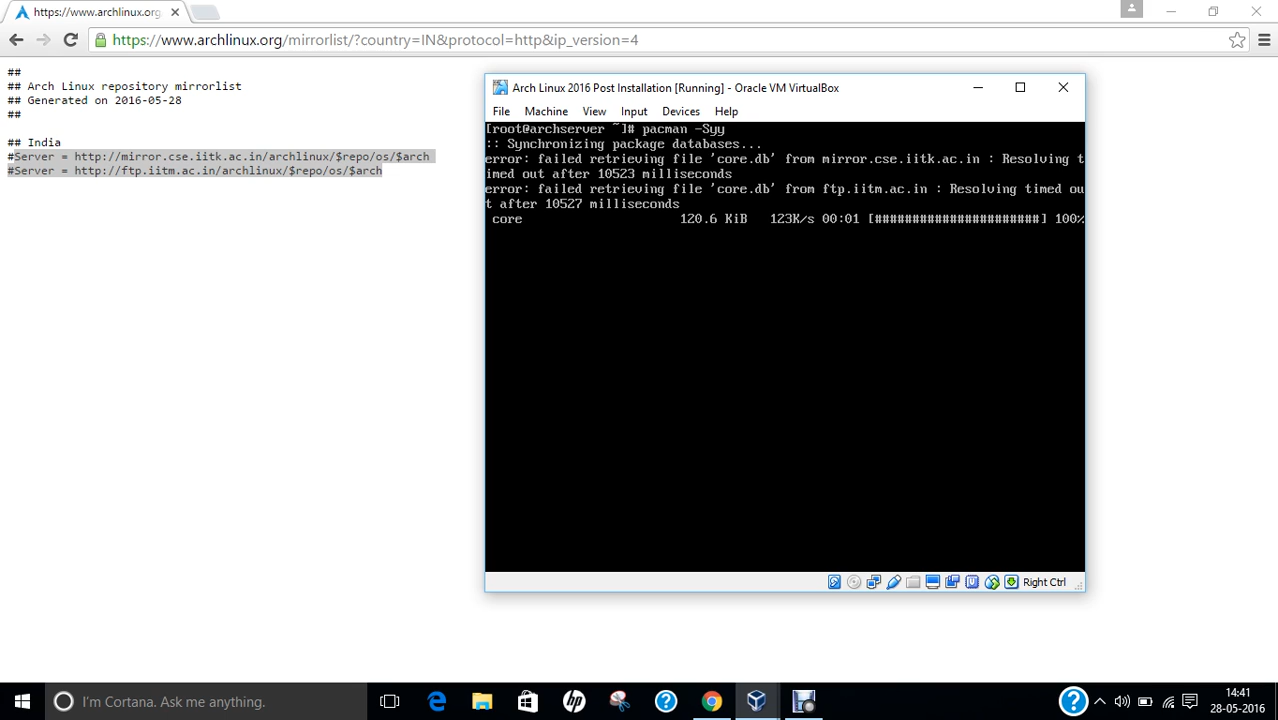 https://www.archlinux.org
https://www.archlinux.org/mirrorlist/?country=IN&protocol=http&ip_version=4
##
## Arch Linux repository mirrorlist
## Generated on 2016-05-28
##
## India
#Server = http://mirror.cse.iitk.ac.in/archlinux/$repo/os/$arch
#Server = http://ftp.iitm.ac.in/archlinux/$repo/os/$arch
Arch Linux 2016 Post Installation [Running] - Oracle VM VirtualBox
File Machine View Input Devices Help
[root@archserver ~]# pacman -Syy
:: Synchronizing package databases...
error: failed retrieving file 'core.db' from mirror.cse.iitk.ac.in : Resolving t
imed out after 10523 milliseconds
error: failed retrieving file 'core.db' from ftp.iitm.ac.in : Resolving timed ou
t after 10527 milliseconds
core 120.6 KiB 123K/s 00:01 [######################] 100%
Right Ctrl
I'm Cortana. Ask me anything.
hp
14:41
28-05-2016